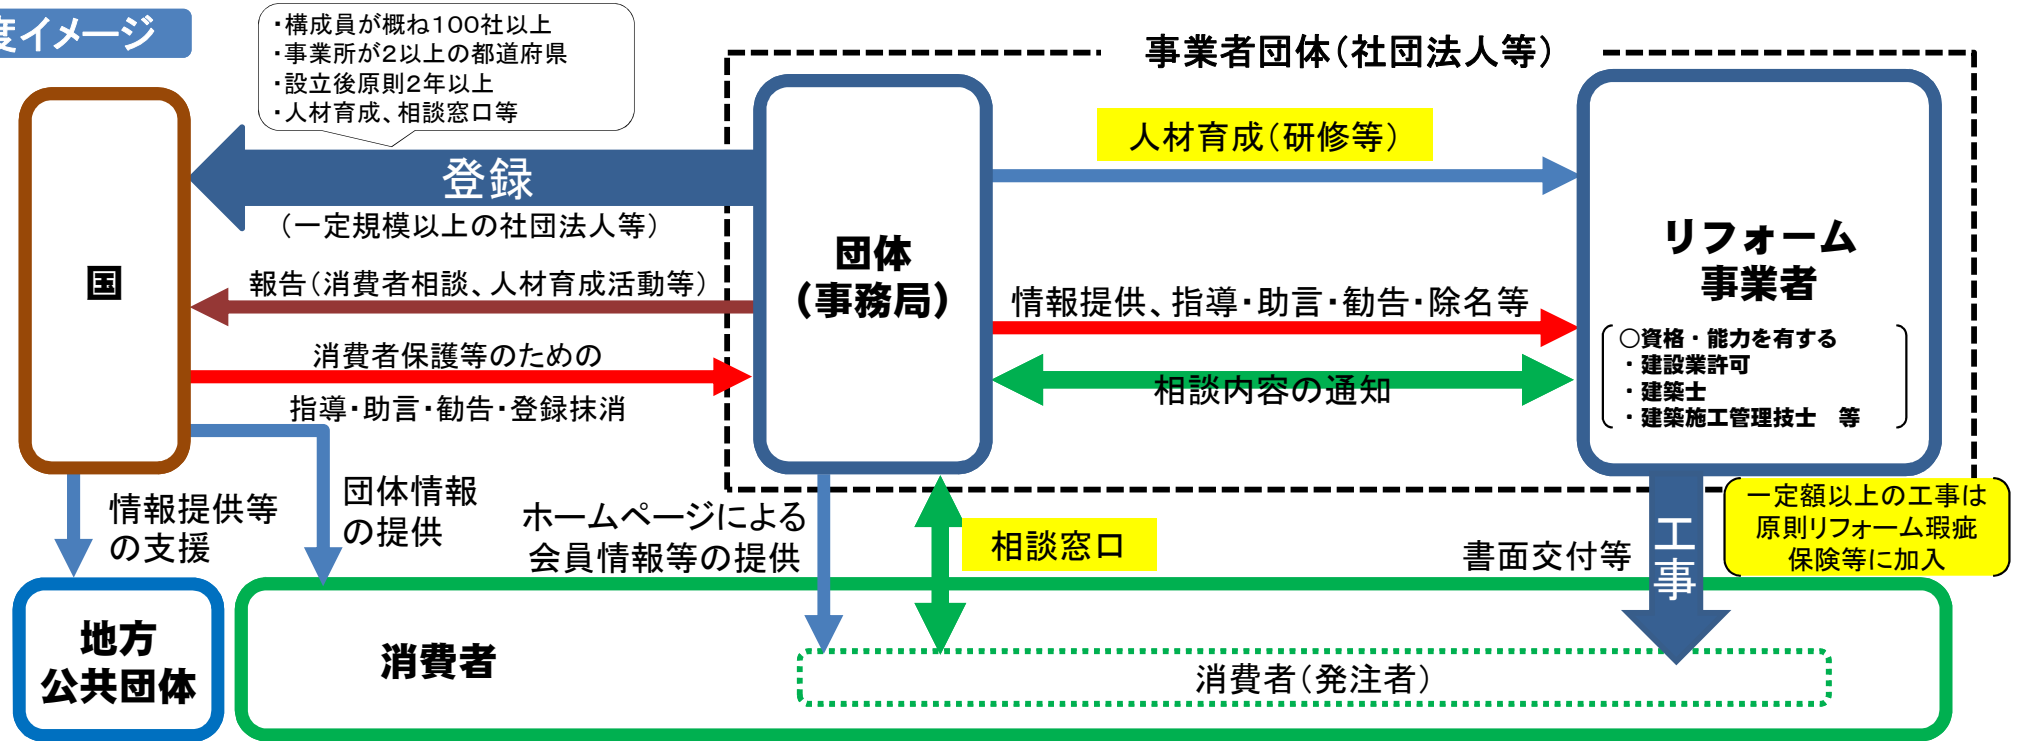 度イメージ
・構成員が概ね100社以上
・事業所が2以上の都道府県
・設立後原則2年以上
・人材育成、相談窓口等
事業者団体(社団法人等)
登録
(一定規模以上の社団法人等)
国
報告(消費者相談、人材育成活動等)
消費者保護等のための
指導・助言・勧告・登録抹消
団体
(事務局)
人材育成(研修等)
情報提供、指導・助言・勧告・除名等
相談内容の通知
リフォーム
事業者
○資格・能力を有する
・建設業許可
・建築士
・建築施工管理技士 等
情報提供等
の支援
団体情報
の提供
ホームページによる
会員情報等の提供
相談窓口
書面交付等
工事
一定額以上の工事は
原則リフォーム瑕疵
保険等に加入
地方
公共団体
消費者
消費者(発注者)